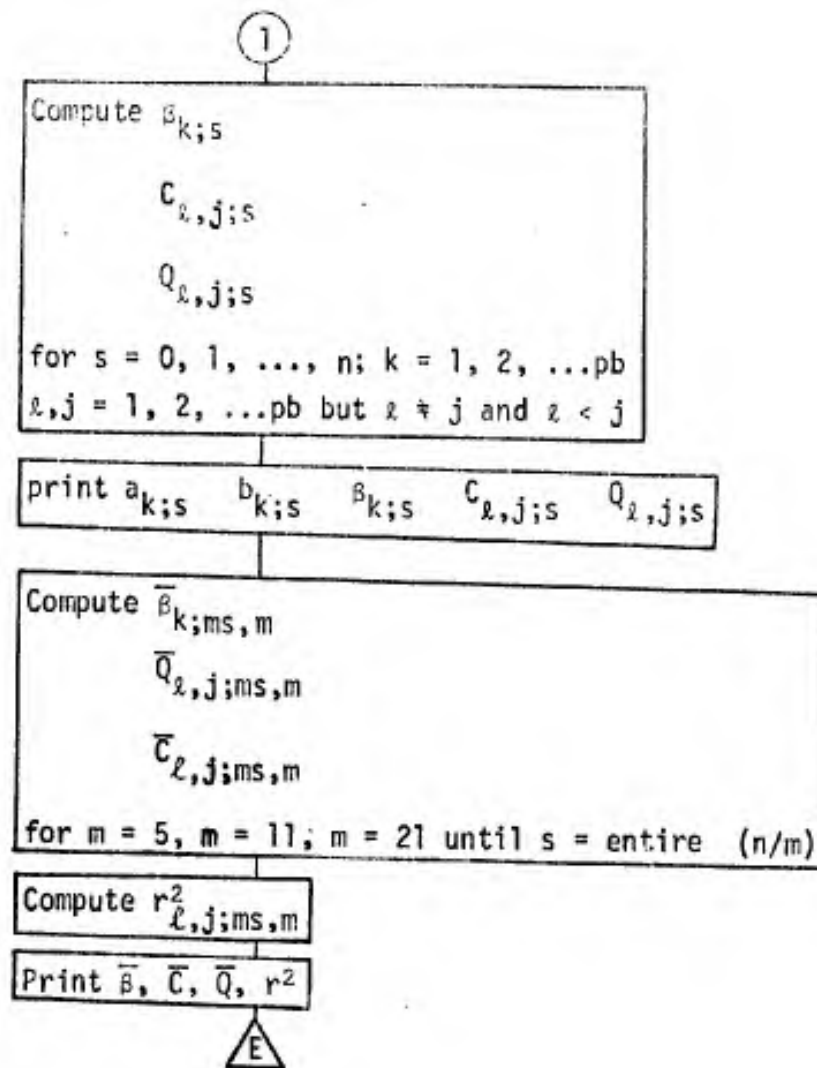 1
Compute β_k;s
C_ℓ,j;s
Q_ℓ,j;s
for s = 0, 1, ..., n; k = 1, 2, ...pb
ℓ,j = 1, 2, ...pb but ℓ ≠ j and ℓ < j
print a_k;s b_k;s β_k;s C_ℓ,j;s Q_ℓ,j;s
Compute β̅_k;ms,m
Q̅_ℓ,j;ms,m
C̅_ℓ,j;ms,m
for m = 5, m = 11; m = 21 until s = entire (n/m)
Compute r²_ℓ,j;ms,m
Print β̅, C̅, Q̅, r²
E